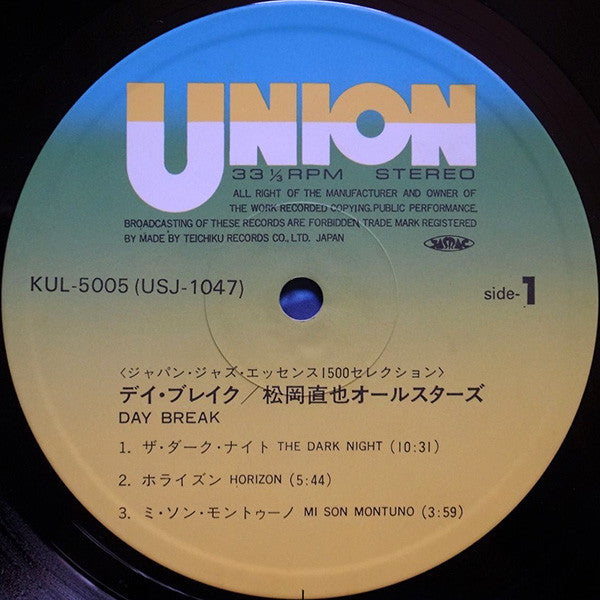 UNION
33 1/3 RPM STEREO
ALL RIGHT OF THE MANUFACTURER AND OWNER OF
THE WORK RECORDED COPYING. PUBLIC PERFORMANCE,
BROADCASTING OF THESE RECORDS ARE FORBIDDEN, TRADE MARK REGISTERED
BY MADE BY TEICHIKU RECORDS CO., LTD. JAPAN
JASRAC
KUL-5005 (USJ-1047)
side-1
〈ジャパン・ジャズ・エッセンス1500セレクション〉
デイ・ブレイク/松岡直也オールスターズ
DAY BREAK
1. ザ・ダーク・ナイト THE DARK NIGHT (10:31)
2. ホライズン HORIZON (5:44)
3. ミ・ソン・モントゥーノ MI SON MONTUNO (3:59)